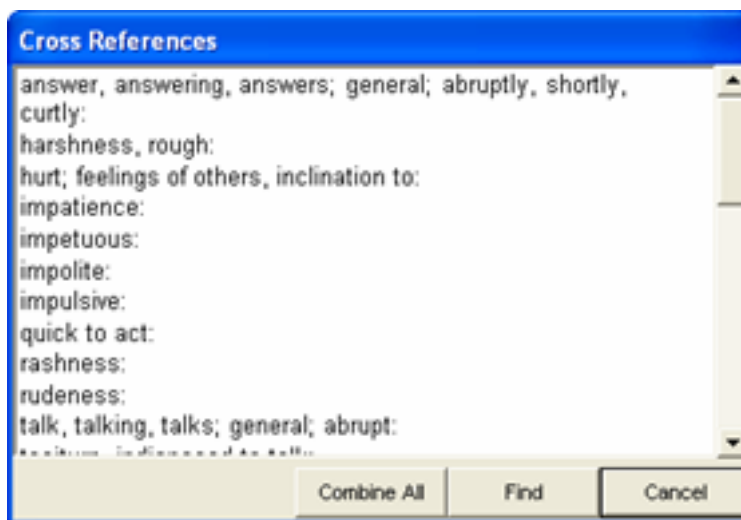 Cross References
answer, answering, answers; general; abruptly, shortly,
curtly:
harshness, rough:
hurt; feelings of others, inclination to:
impatience:
impetuous:
impolite:
impulsive:
quick to act:
rashness:
rudeness:
talk, talking, talks; general; abrupt:
Combine All Find Cancel